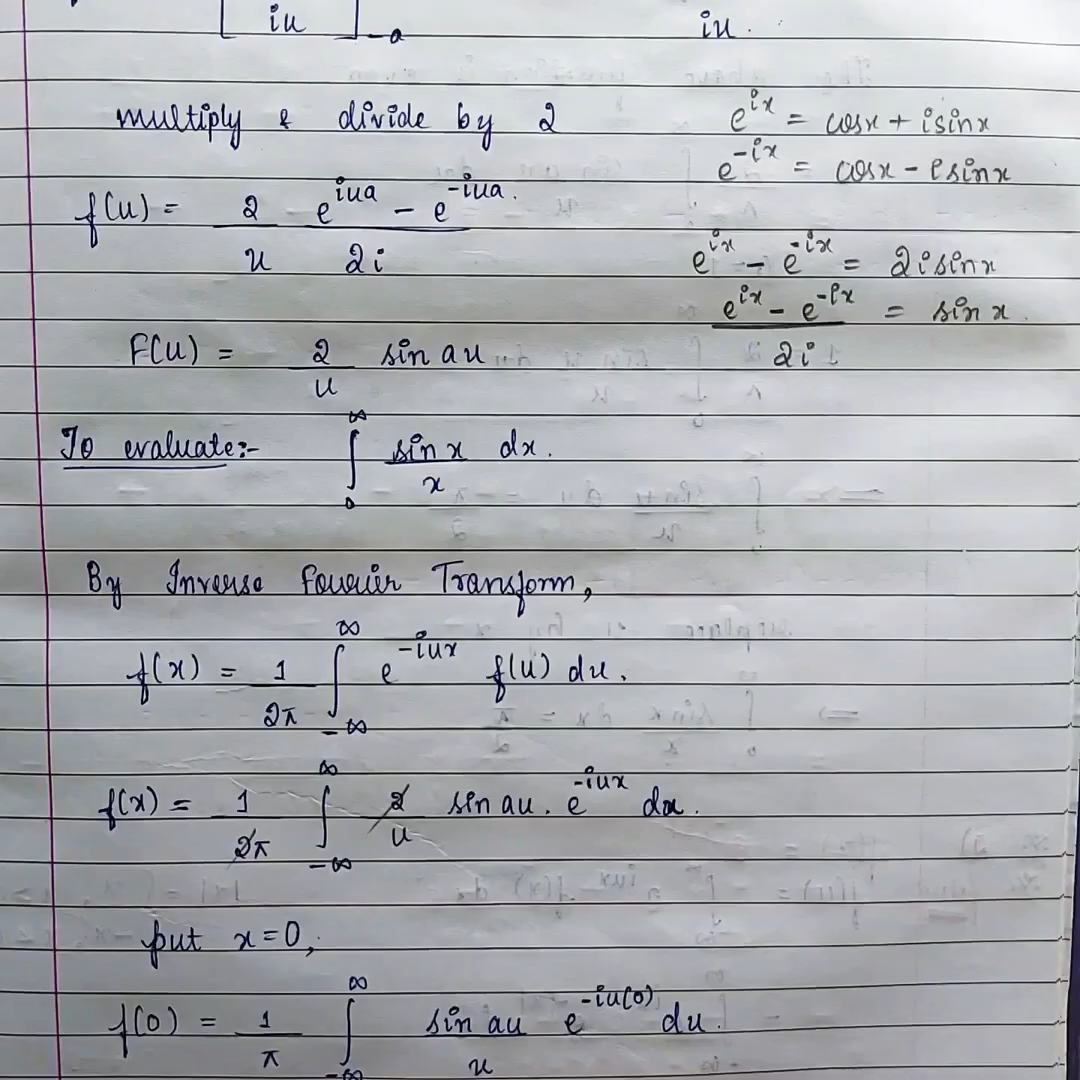 [ iu ]₋ₐ iu.
multiply & divide by 2
e^{ix} = cosx + isinx
e^{-ix} = cosx - isinx
f(u) = 2/u (e^{iua} - e^{-iua})/2i
e^{ix} - e^{-ix} = 2isinx
(e^{ix} - e^{-ix})/2i = sin x.
F(u) = 2/u sin au
To evaluate:- ∫₀^∞ sinx/x dx.
By Inverse Fourier Transform,
f(x) = 1/2π ∫_{-∞}^{∞} e^{-iux} f(u) du.
f(x) = 1/2π ∫_{-∞}^{∞} 2/u sin au. e^{-iux} du.
put x=0,
f(0) = 1/π ∫_{-∞}^{∞} sin au/u e^{-iu(0)} du.